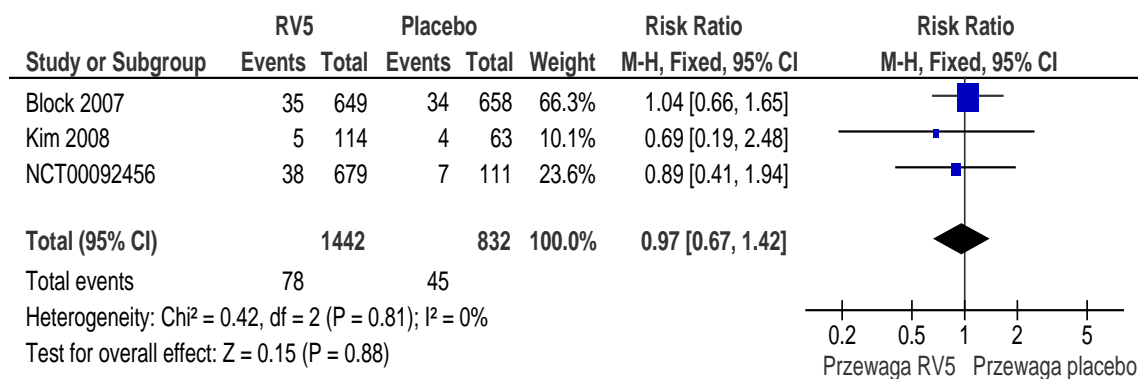 RV5 Placebo Risk Ratio Risk Ratio
Study or Subgroup Events Total Events Total Weight M-H, Fixed, 95% CI M-H, Fixed, 95% CI
Block 2007 35 649 34 658 66.3% 1.04 [0.66, 1.65]
Kim 2008 5 114 4 63 10.1% 0.69 [0.19, 2.48]
NCT00092456 38 679 7 111 23.6% 0.89 [0.41, 1.94]
Total (95% CI) 1442 832 100.0% 0.97 [0.67, 1.42]
Total events 78 45
Heterogeneity: Chi² = 0.42, df = 2 (P = 0.81); I² = 0%
Test for overall effect: Z = 0.15 (P = 0.88)
0.2 0.5 1 2 5
Przewaga RV5 Przewaga placebo